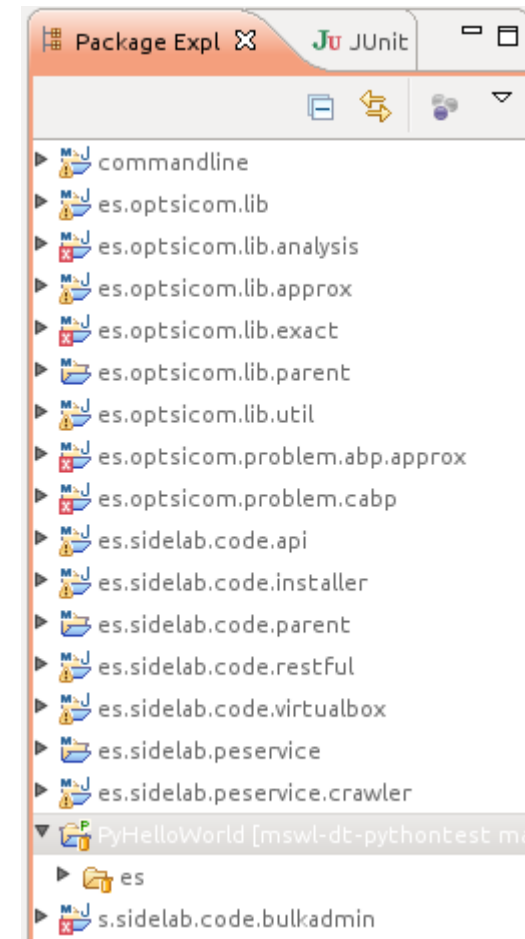 Package Expl JUnit
commandline
es.optsicom.lib
es.optsicom.lib.analysis
es.optsicom.lib.approx
es.optsicom.lib.exact
es.optsicom.lib.parent
es.optsicom.lib.util
es.optsicom.problem.abp.approx
es.optsicom.problem.cabp
es.sidelab.code.api
es.sidelab.code.installer
es.sidelab.code.parent
es.sidelab.code.restful
es.sidelab.code.virtualbox
es.sidelab.peservice
es.sidelab.peservice.crawler
PyHelloWorld [mswl-dt-pythontest ma
es
s.sidelab.code.bulkadmin